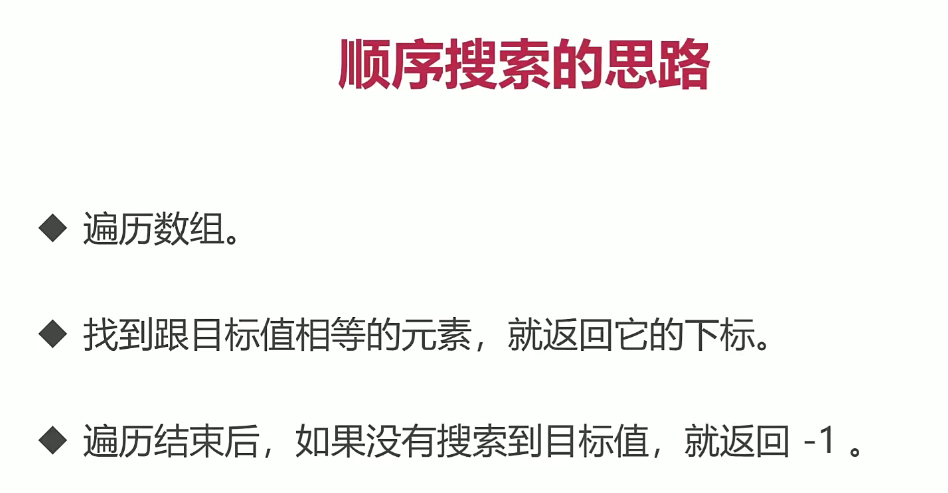 顺序搜索的思路
◆ 遍历数组。
◆ 找到跟目标值相等的元素，就返回它的下标。
◆ 遍历结束后，如果没有搜索到目标值，就返回 -1 。